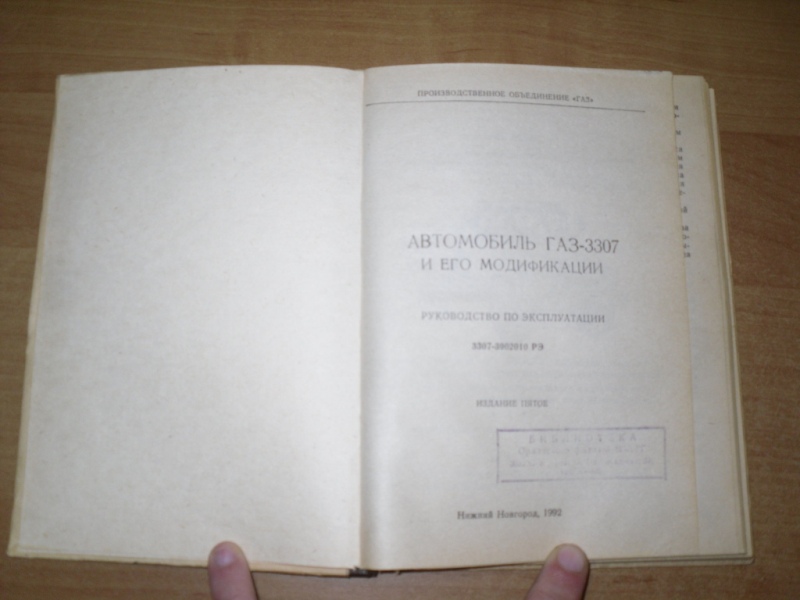 ПРОИЗВОДСТВЕННОЕ ОБЪЕДИНЕНИЕ «ГАЗ»
АВТОМОБИЛЬ ГАЗ-3307
И ЕГО МОДИФИКАЦИИ
РУКОВОДСТВО ПО ЭКСПЛУАТАЦИИ
3307-3902010 РЭ
ИЗДАНИЕ ПЯТОЕ
БИБЛИОТЕКА
Нижний Новгород, 1992